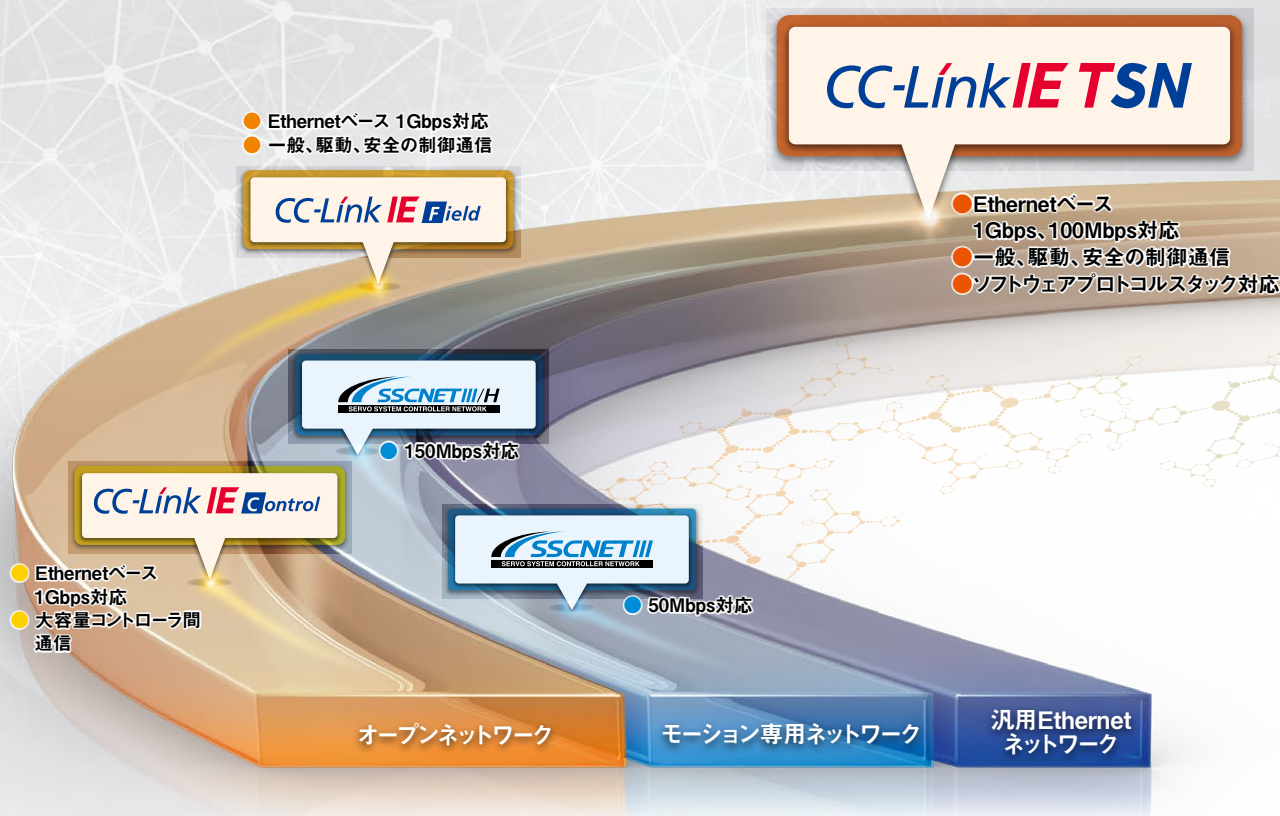 CC-Link IE TSN
Ethernetベース
1Gbps、100Mbps対応
一般、駆動、安全の制御通信
ソフトウェアプロトコルスタック対応
Ethernetベース 1Gbps対応
一般、駆動、安全の制御通信
CC-Link IE Field
SSCNETIII/H
SERVO SYSTEM CONTROLLER NETWORK
150Mbps対応
CC-Link IE Control
Ethernetベース
1Gbps対応
大容量コントローラ間
通信
SSCNETIII
SERVO SYSTEM CONTROLLER NETWORK
50Mbps対応
オープンネットワーク
モーション専用ネットワーク
汎用Ethernet
ネットワーク